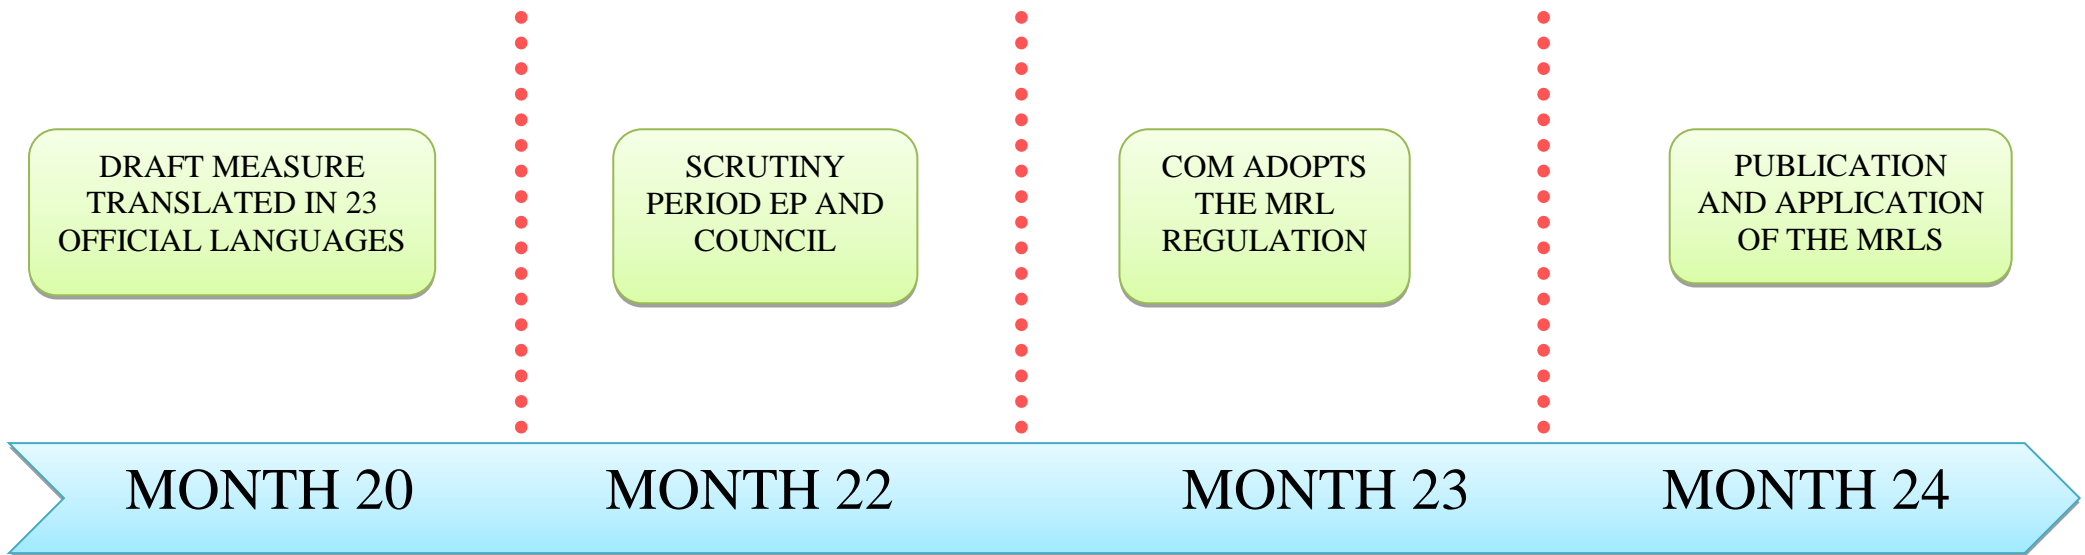 DRAFT MEASURE
TRANSLATED IN 23
OFFICIAL LANGUAGES
SCRUTINY
PERIOD EP AND
COUNCIL
COM ADOPTS
THE MRL
REGULATION
PUBLICATION
AND APPLICATION
OF THE MRLS
MONTH 20
MONTH 22
MONTH 23
MONTH 24